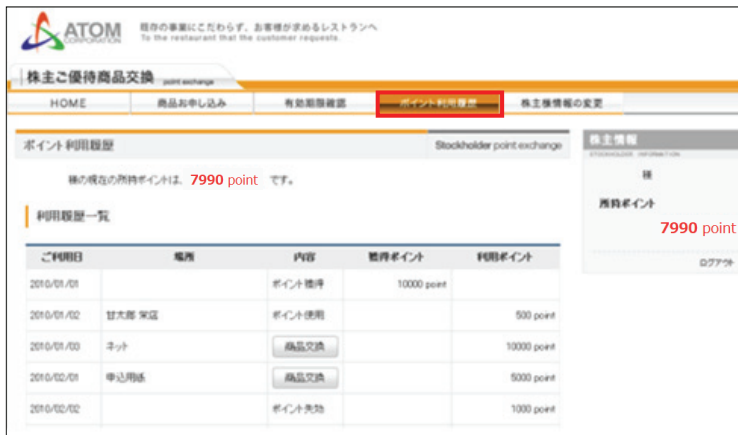 ATOM
CORPORATION
既存の事業にこだわらず、お客様が求めるレストランへ
To the restaurant that the customer requests.
株主ご優待商品交換 point exchange
HOME 商品お申し込み 有効期限確認 ポイント利用履歴 株主様情報の変更
ポイント利用履歴 Stockholder point exchange
様の現在の所持ポイントは、7990 point です。
利用履歴一覧
ご利用日 場所 内容 獲得ポイント 利用ポイント
2010/01/01 ポイント獲得 10000 point
2010/01/02 甘太郎 栄店 ポイント使用 500 point
2010/01/03 ネット 商品交換 10000 point
2010/02/01 申込用紙 商品交換 5000 point
2010/02/02 ポイント失効 1000 point
株主情報
STOCKHOLDER INFORMATION
様
所持ポイント
7990 point
ログアウト